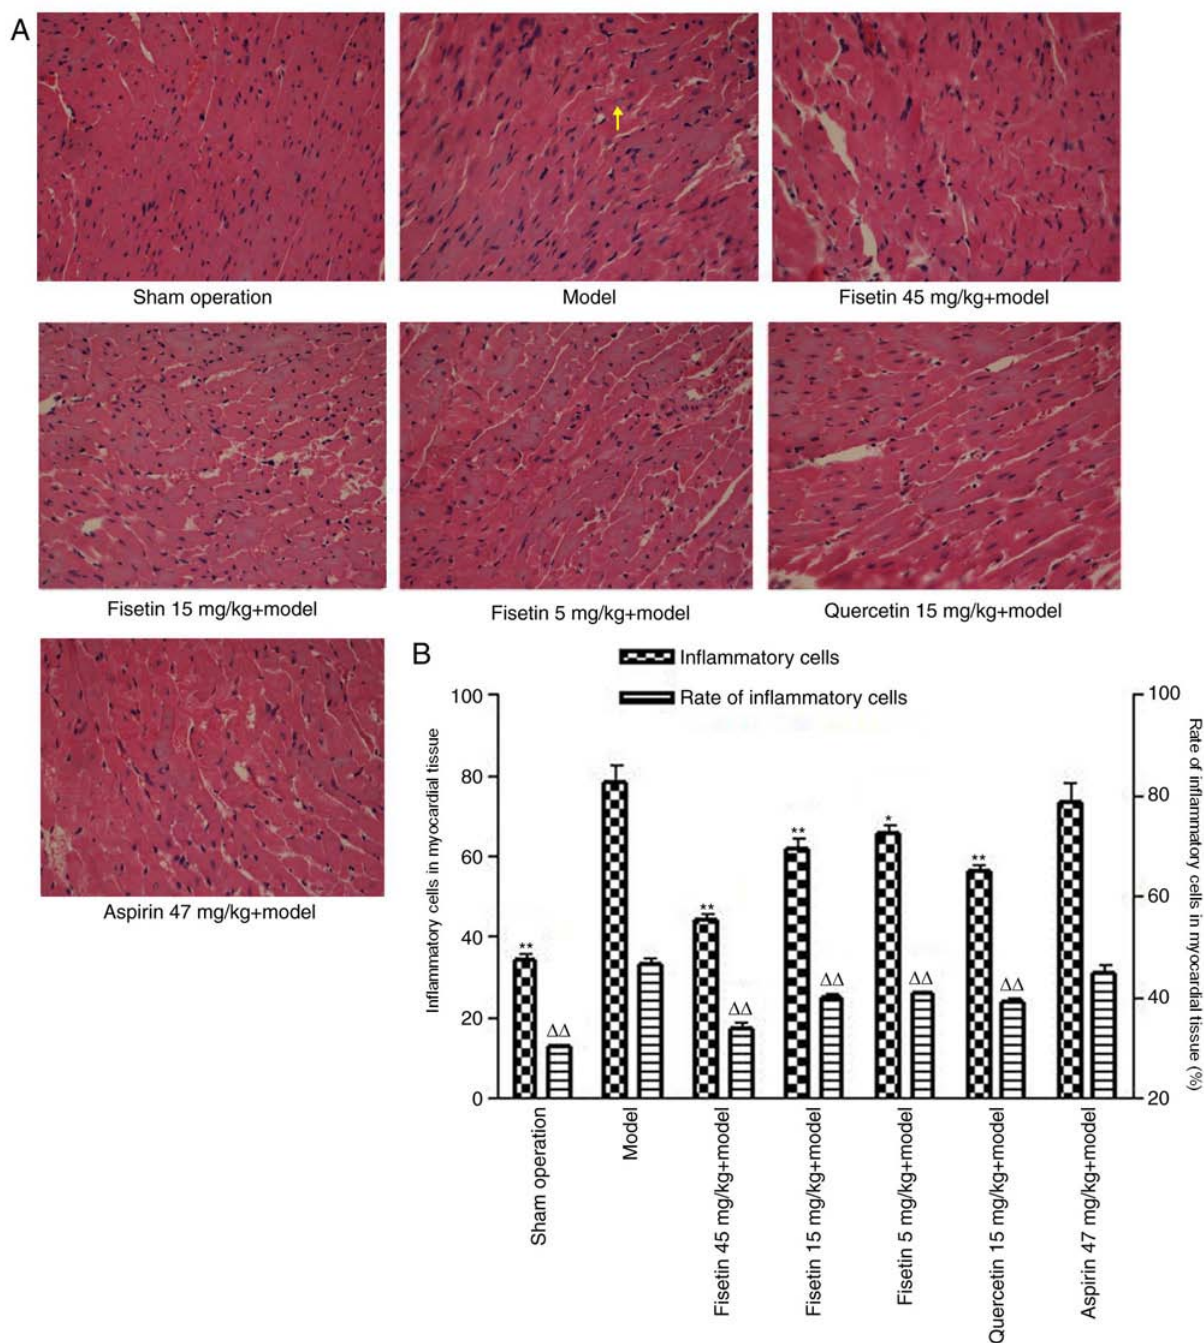 A
Sham operation
Model
Fisetin 45 mg/kg+model
Fisetin 15 mg/kg+model
Fisetin 5 mg/kg+model
Quercetin 15 mg/kg+model
Aspirin 47 mg/kg+model
B
Inflammatory cells
Rate of inflammatory cells
Inflammatory cells in myocardial tissue
100
80
60
40
20
0
**
ΔΔ
**
ΔΔ
**
ΔΔ
*
ΔΔ
**
ΔΔ
100
80
60
40
20
Rate of inflammatory cells in myocardial tissue (%)
Sham operation
Model
Fisetin 45 mg/kg+model
Fisetin 15 mg/kg+model
Fisetin 5 mg/kg+model
Quercetin 15 mg/kg+model
Aspirin 47 mg/kg+model